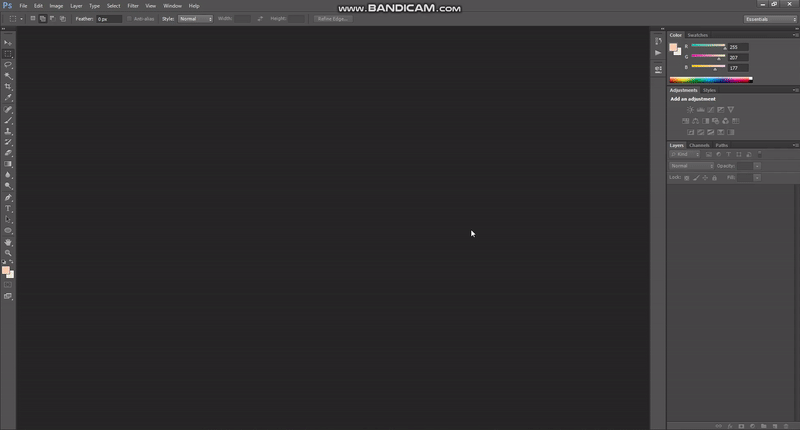 www.BANDICAM.com
Ps File Edit Image Layer Type Select Filter View Window Help
Feather: 0 px Anti-alias Style: Normal Width: Height: Refine Edge... Essentials
Color Swatches
R 255
G 207
B 177
Adjustments Styles
Add an adjustment
Layers Channels Paths
Kind
Normal Opacity:
Lock: Fill: